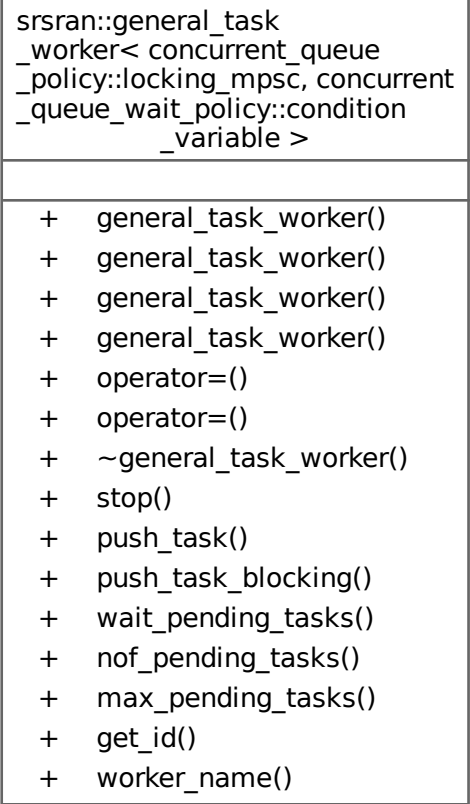 srsran::general_task
_worker< concurrent_queue
_policy::locking_mpsc, concurrent
_queue_wait_policy::condition
_variable >
+ general_task_worker()
+ general_task_worker()
+ general_task_worker()
+ general_task_worker()
+ operator=()
+ operator=()
+ ~general_task_worker()
+ stop()
+ push_task()
+ push_task_blocking()
+ wait_pending_tasks()
+ nof_pending_tasks()
+ max_pending_tasks()
+ get_id()
+ worker_name()